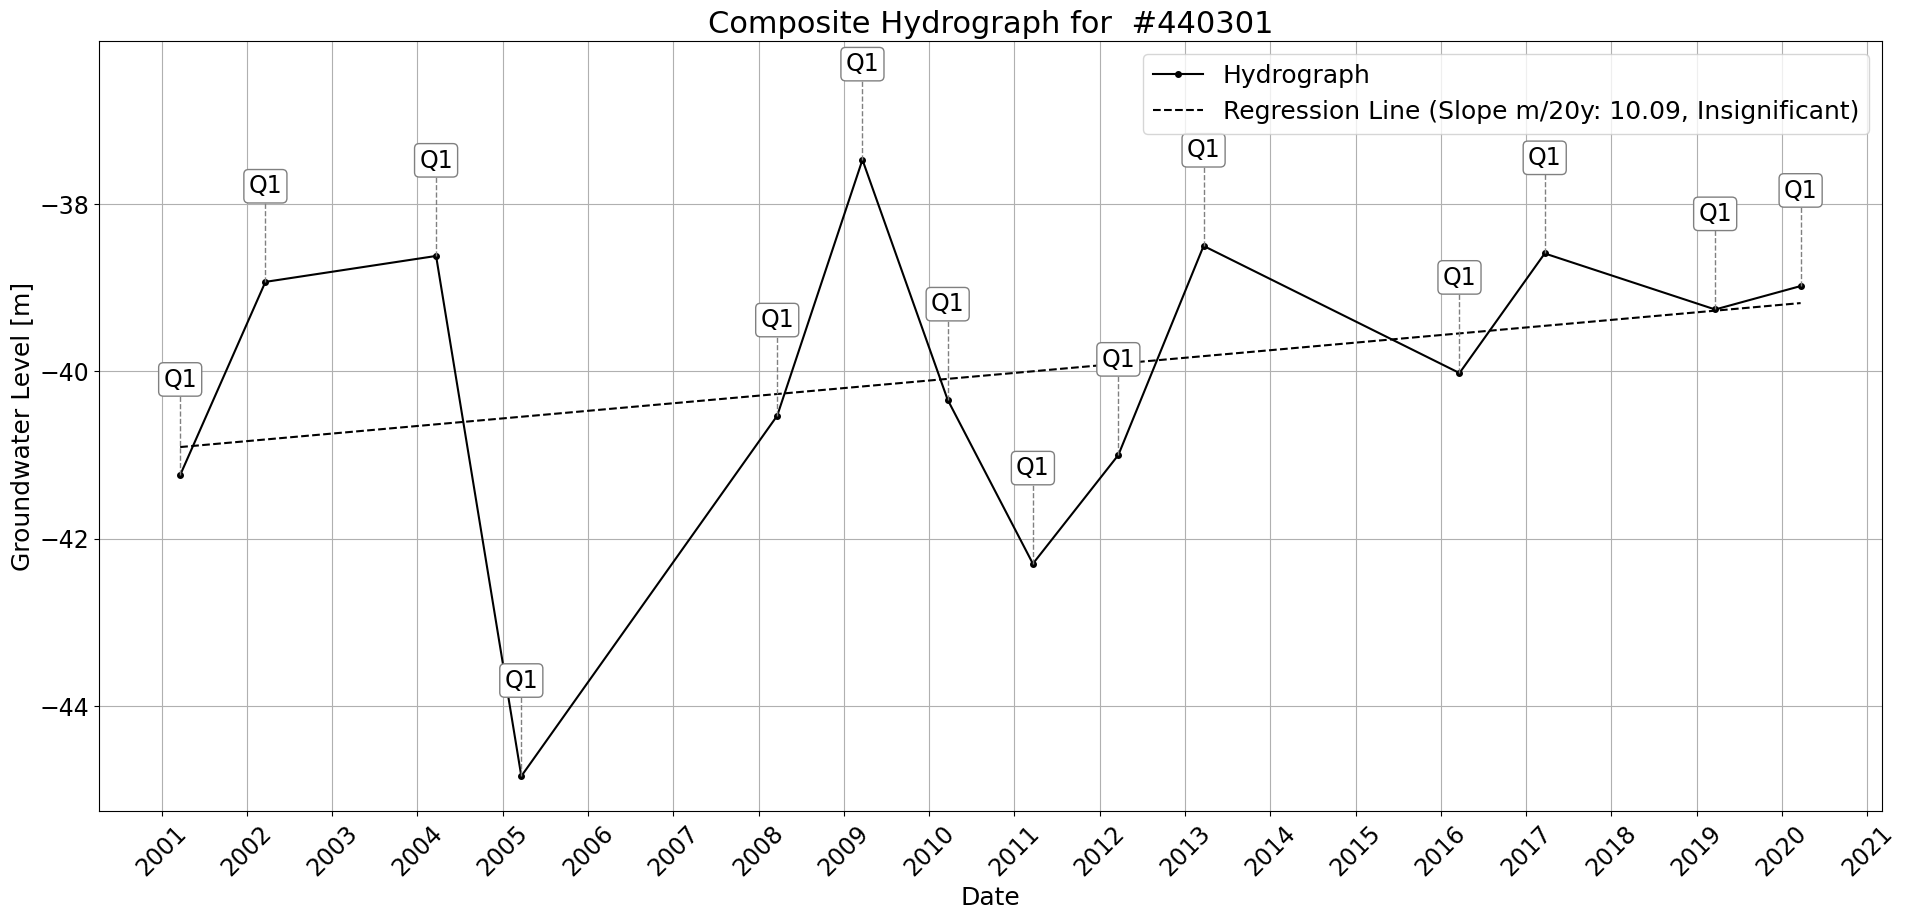 Composite Hydrograph for  #440301
Hydrograph
Regression Line (Slope m/20y: 10.09, Insignificant)
Q1
Q1
Q1
Q1
Q1
Q1
Q1
Q1
Q1
Q1
Q1
Q1
Q1
Q1
−38
−40
−42
−44
Groundwater Level [m]
2001
2002
2003
2004
2005
2006
2007
2008
2009
2010
2011
2012
2013
2014
2015
2016
2017
2018
2019
2020
2021
Date